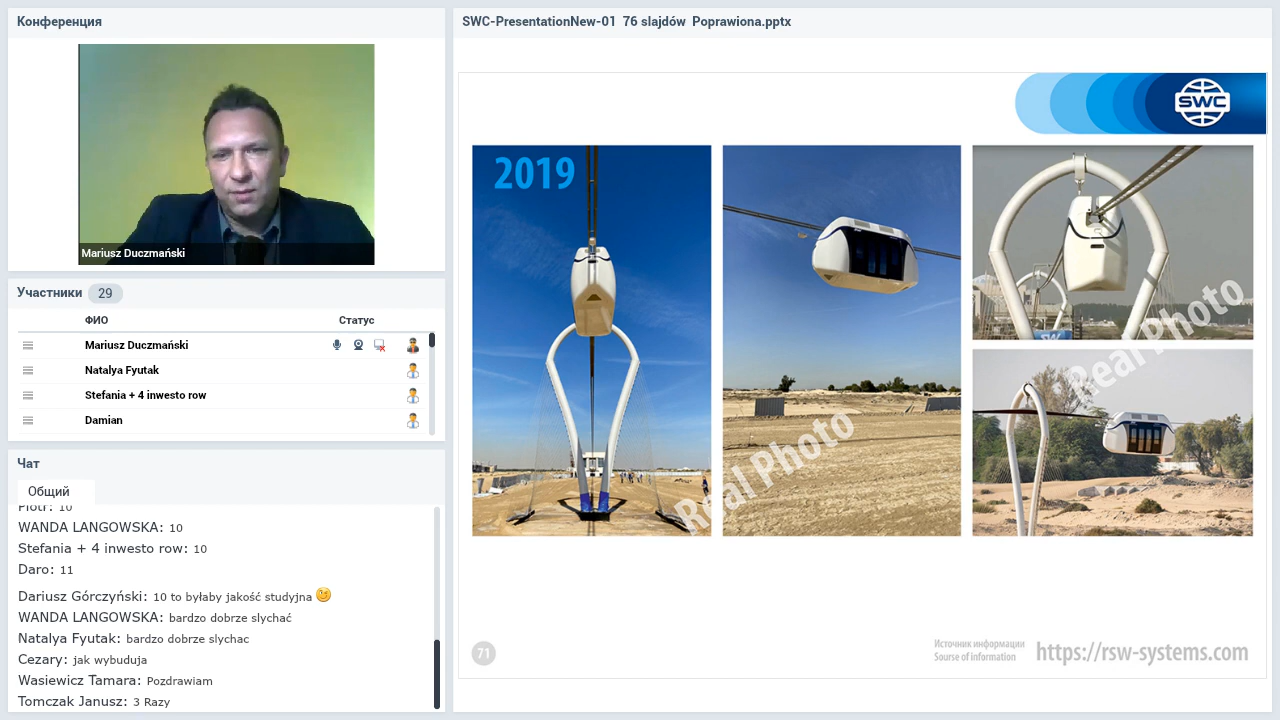 Конференция
Mariusz Duczmański
Участники 29
ФИО Статус
Mariusz Duczmański
Natalya Fyutak
Stefania + 4 inwesto row
Damian
Чат
Общий
Piotr: 10
WANDA LANGOWSKA: 10
Stefania + 4 inwesto row: 10
Daro: 11
Dariusz Górczyński: 10 to byłaby jakość studyjna
WANDA LANGOWSKA: bardzo dobrze slychać
Natalya Fyutak: bardzo dobrze slychac
Cezary: jak wybuduja
Wasiewicz Tamara: Pozdrawiam
Tomczak Janusz: 3 Razy
SWC-PresentationNew-01 76 slajdów Poprawiona.pptx
SWC
2019
Real Photo
Real Photo
71
Источник информации
Sourse of information
https://rsw-systems.com